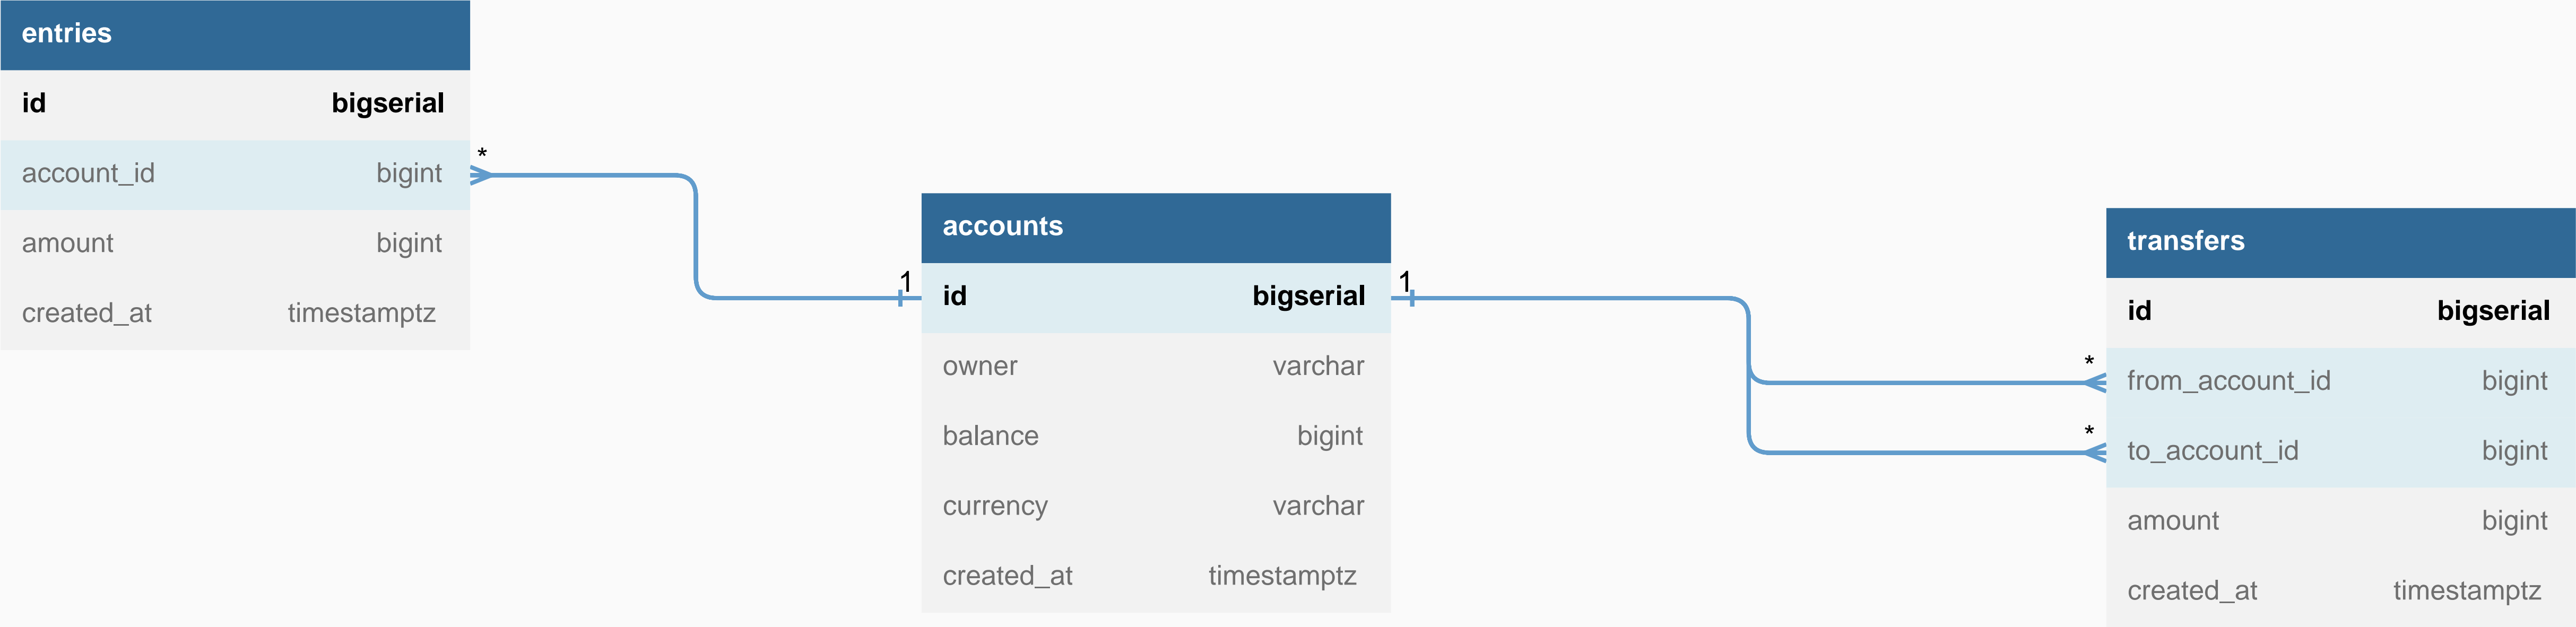 entries
id bigserial
account_id bigint
*
amount bigint
created_at timestamptz
accounts
1 id bigserial 1
owner varchar
balance bigint
currency varchar
created_at timestamptz
transfers
id bigserial
*
from_account_id bigint
*
to_account_id bigint
amount bigint
created_at timestamptz